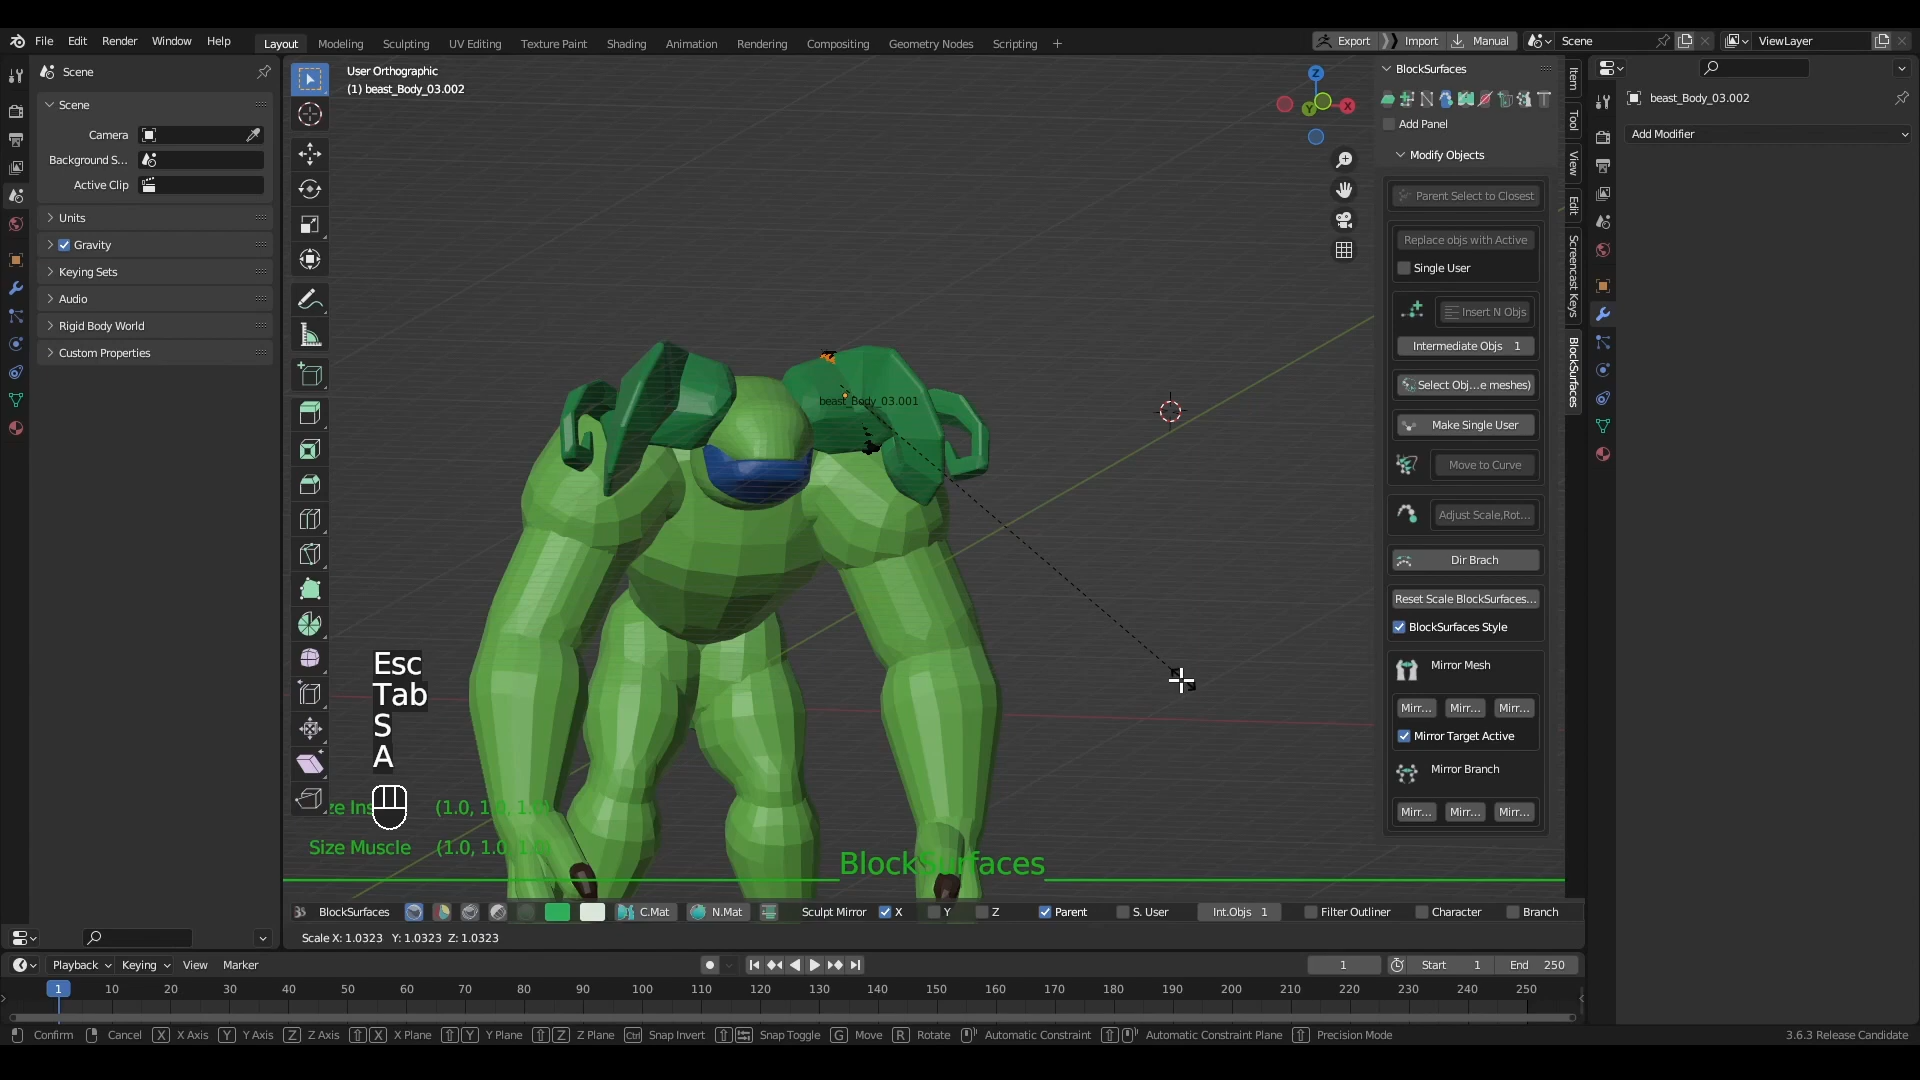 File Edit Render Window Help Layout Modeling Sculpting UV Editing Texture Paint Shading Animation Rendering Compositing Geometry Nodes Scripting Export Import Manual Scene ViewLayer
Scene
Scene
Camera
Background S...
Active Clip
Units
Gravity
Keying Sets
Audio
Rigid Body World
Custom Properties
User Orthographic
(1) beast_Body_03.002
Z
Y
X
beast_Body_03.001
Esc
Tab
S
A
(1.0, 1.0, 1.0)
Size Muscle (1.0, 1.0, 1.0)
BlockSurfaces
BlockSurfaces
Add Panel
Modify Objects
Parent Select to Closest
Replace objs with Active
Single User
Insert N Objs
Intermediate Objs 1
Select Obj...e meshes)
Make Single User
Move to Curve
Adjust Scale,Rot...
Dir Brach
Reset Scale BlockSurfaces...
BlockSurfaces Style
Mirror Mesh
Mirr... Mirr... Mirr...
Mirror Target Active
Mirror Branch
Mirr... Mirr... Mirr...
Item
Tool
View
Edit
Screencast Keys
BlockSurfaces
beast_Body_03.002
Add Modifier
BlockSurfaces C.Mat N.Mat Sculpt Mirror X Y Z Parent S. User Int.Objs 1 Filter Outliner Character Branch
Scale X: 1.0323 Y: 1.0323 Z: 1.0323
Playback Keying View Marker 1 Start 1 End 250
1 10 20 30 40 50 60 70 80 90 100 110 120 130 140 150 160 170 180 190 200 210 220 230 240 250
Confirm Cancel X X Axis Y Y Axis Z Z Axis X X Plane Y Y Plane Z Z Plane Ctrl Snap Invert Snap Toggle G Move R Rotate Automatic Constraint Automatic Constraint Plane Precision Mode 3.6.3 Release Candidate